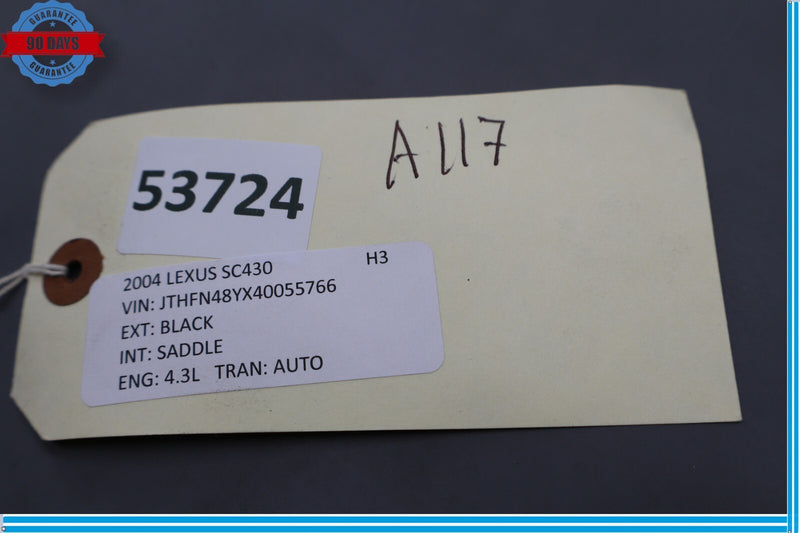 GUARANTEE
90 DAYS
GUARANTEE
A117
53724
2004 LEXUS SC430 H3
VIN: JTHFN48YX40055766
EXT: BLACK
INT: SADDLE
ENG: 4.3L TRAN: AUTO